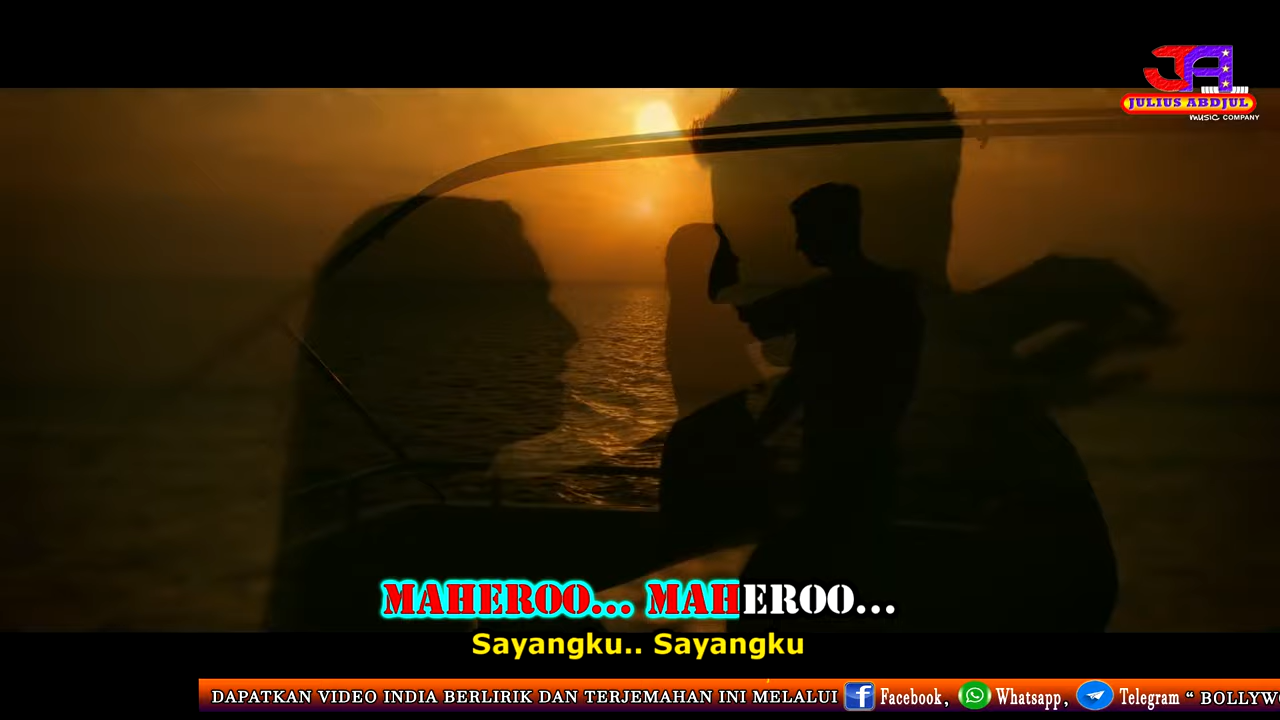 JA
JULIUS ABDJUL
music COMPANY
MAHEROO... MAHEROO...
Sayangku.. Sayangku
DAPATKAN VIDEO INDIA BERLIRIK DAN TERJEMAHAN INI MELALUI Facebook, Whatsapp, Telegram “ BOLLYW